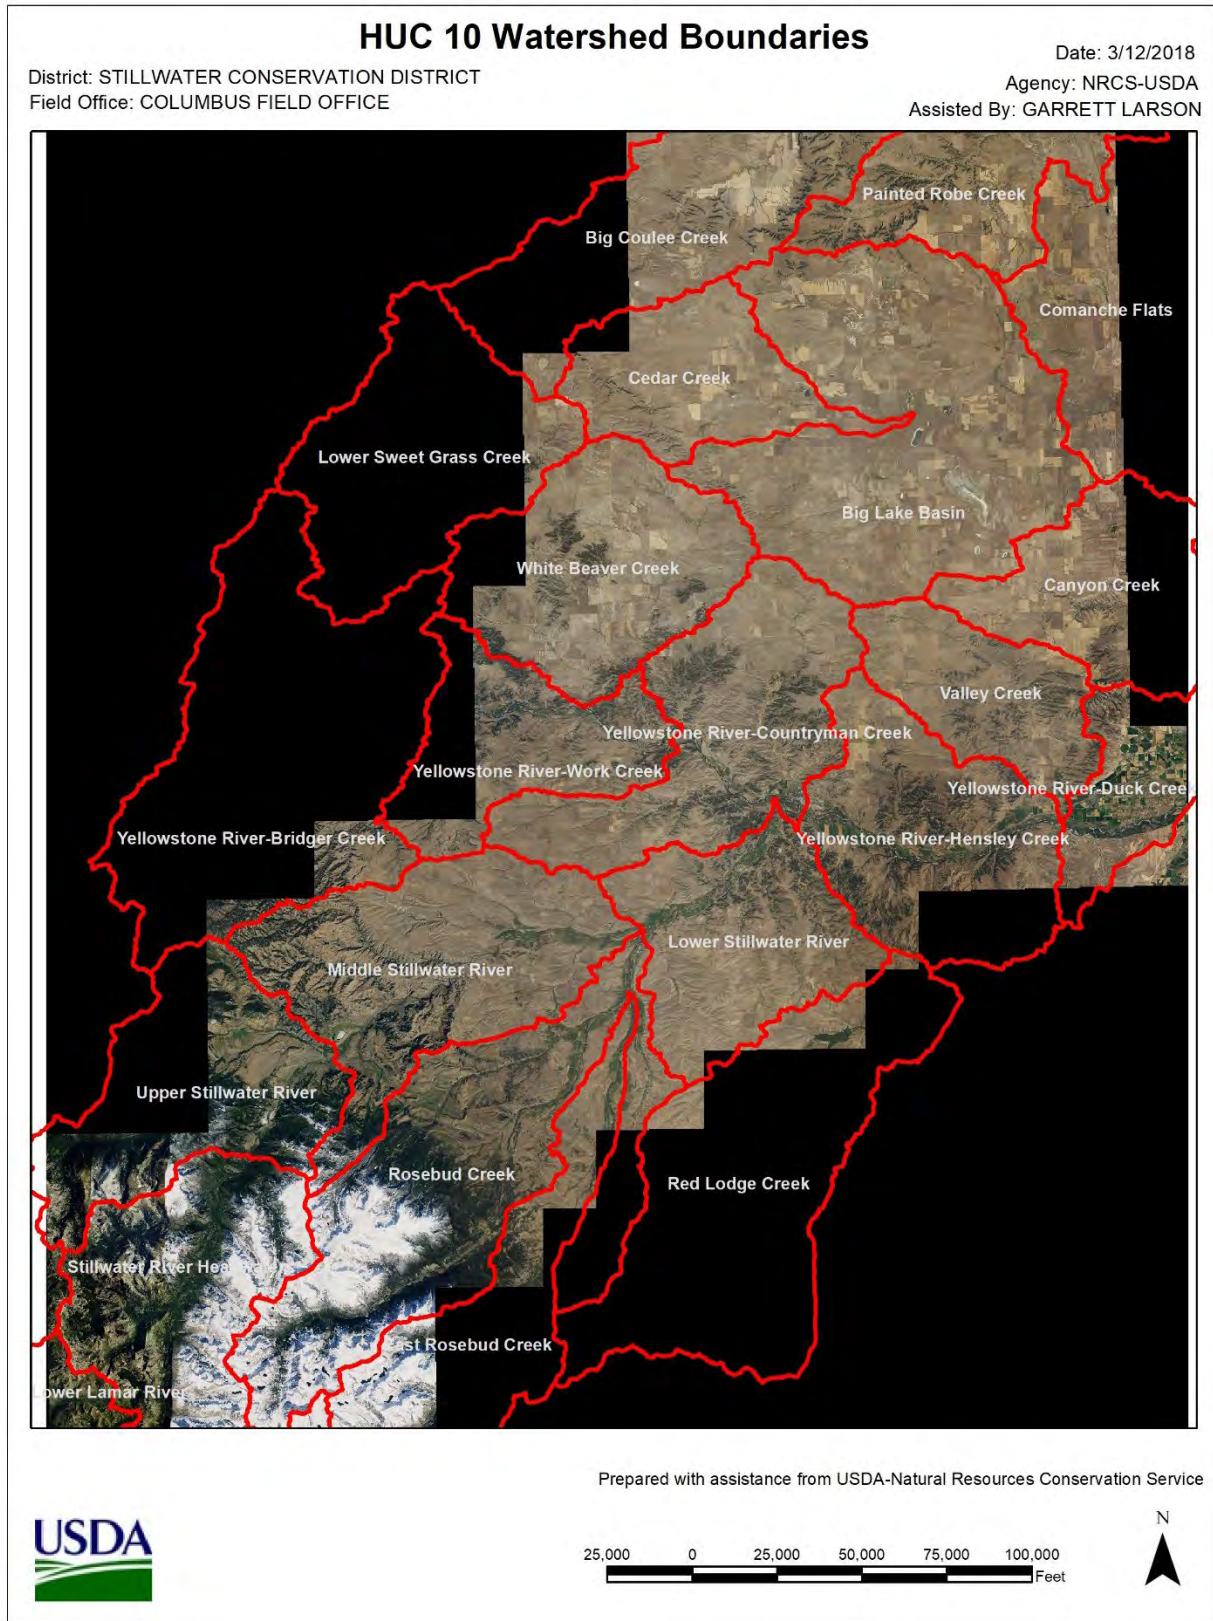 HUC 10 Watershed Boundaries
District: STILLWATER CONSERVATION DISTRICT
Field Office: COLUMBUS FIELD OFFICE
Date: 3/12/2018
Agency: NRCS-USDA
Assisted By: GARRETT LARSON
Painted Robe Creek
Big Coulee Creek
Comanche Flats
Cedar Creek
Lower Sweet Grass Creek
Big Lake Basin
White Beaver Creek
Canyon Creek
Valley Creek
Yellowstone River-Countryman Creek
Yellowstone River-Work Creek
Yellowstone River-Duck Creek
Yellowstone River-Bridger Creek
Yellowstone River-Hensley Creek
Lower Stillwater River
Middle Stillwater River
Upper Stillwater River
Rosebud Creek
Red Lodge Creek
Stillwater River
ast Rosebud Creek
Lower Lamar River
Prepared with assistance from USDA-Natural Resources Conservation Service
USDA
25,000 0 25,000 50,000 75,000 100,000
Feet
N